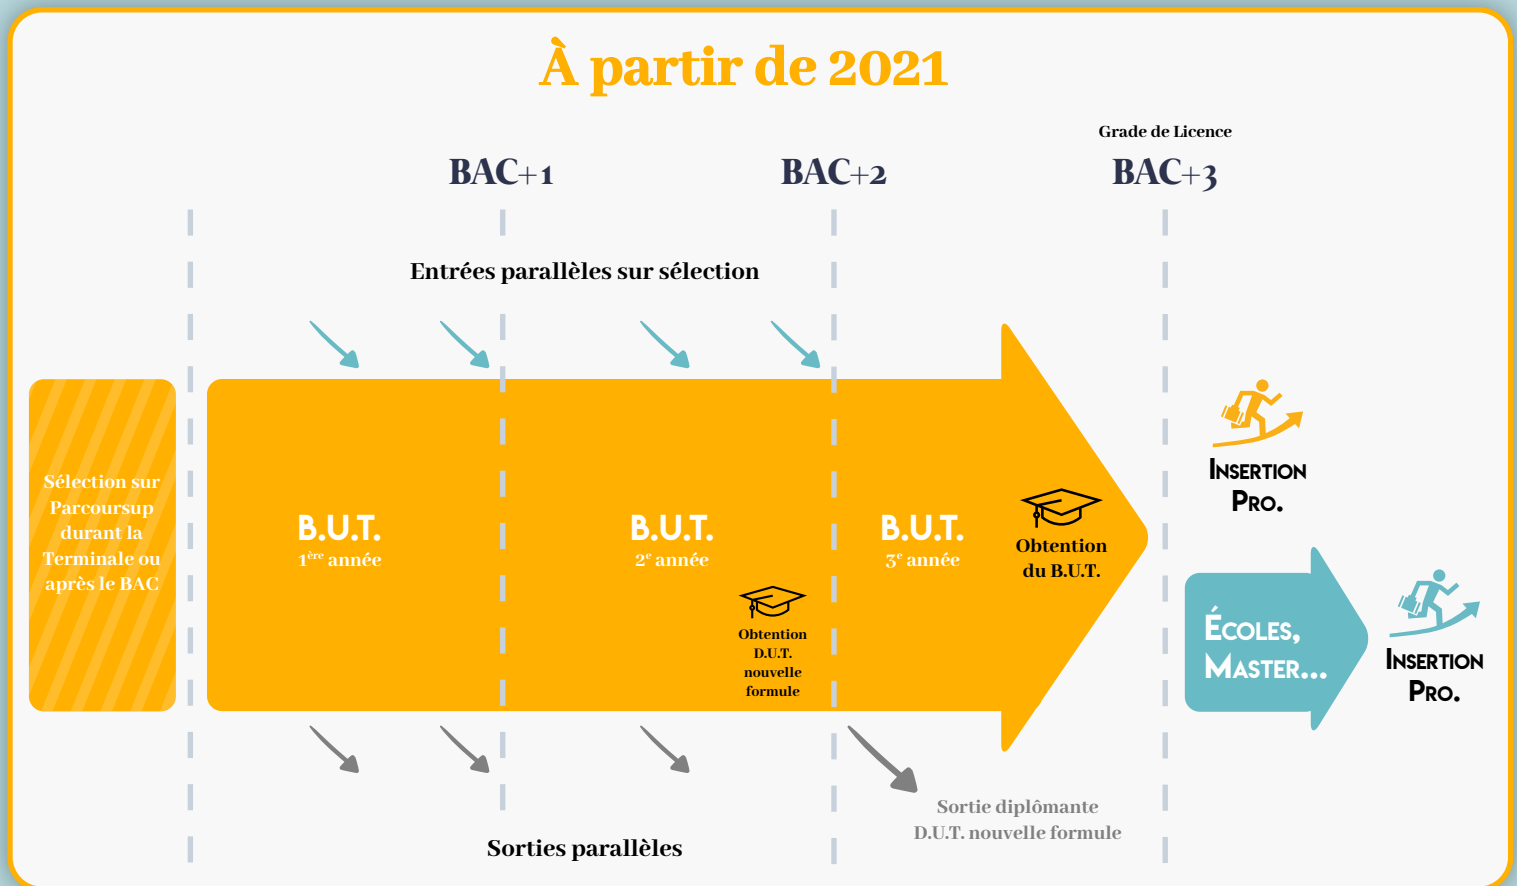 À partir de 2021
Grade de Licence
BAC+1
BAC+2
BAC+3
Entrées parallèles sur sélection
Sélection sur
Parcoursup
durant la
Terminale ou
après le BAC
B.U.T.
1ère année
B.U.T.
2e année
Obtention
D.U.T.
nouvelle
formule
B.U.T.
3e année
Obtention
du B.U.T.
INSERTION
PRO.
ÉCOLES,
MASTER...
INSERTION
PRO.
Sortie diplômante
D.U.T. nouvelle formule
Sorties parallèles